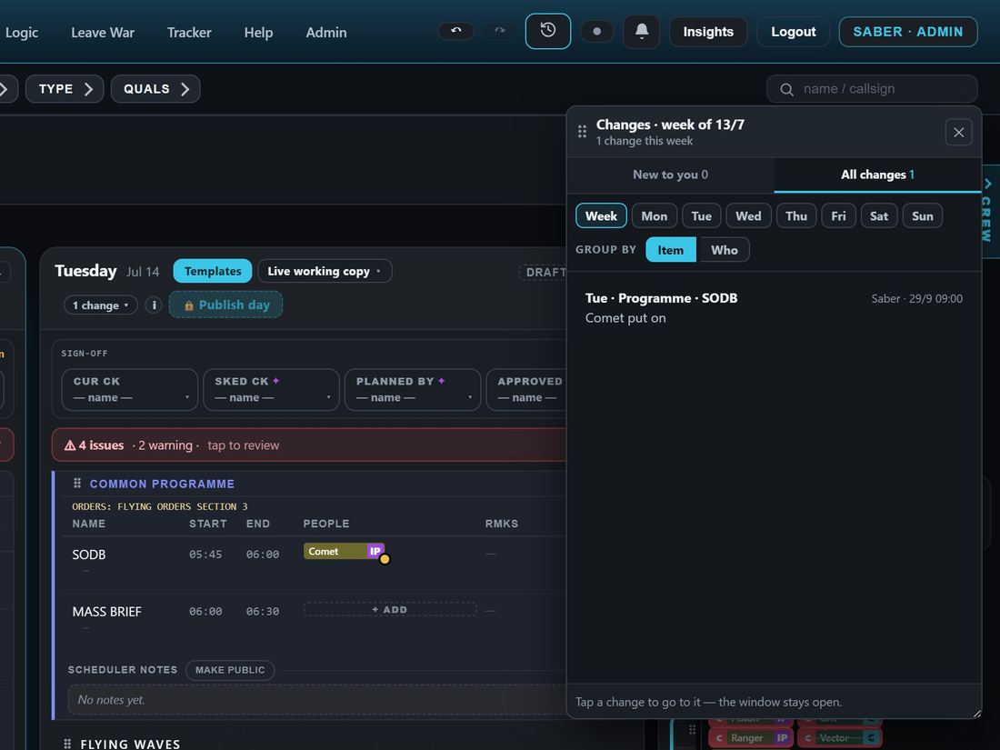 Logic Leave War Tracker Help Admin Insights Logout SABER · ADMIN
TYPE QUALS name / callsign
Changes · week of 13/7
1 change this week
New to you 0 All changes 1
Week Mon Tue Wed Thu Fri Sat Sun
GROUP BY Item Who
Tue · Programme · SODB Saber · 29/9 09:00
Comet put on
Tap a change to go to it — the window stays open.
CREW
Tuesday Jul 14 Templates Live working copy DRAFT
1 change i Publish day
SIGN-OFF
CUR CK SKED CK PLANNED BY APPROVED
— name — — name — — name — — name —
4 issues · 2 warning · tap to review
COMMON PROGRAMME
ORDERS: FLYING ORDERS SECTION 3
NAME START END PEOPLE RMKS
SODB 05:45 06:00 Comet IP —
—
MASS BRIEF 06:00 06:30 + ADD —
—
SCHEDULER NOTES MAKE PUBLIC
No notes yet.
FLYING WAVES
C Ranger IP C Vector C